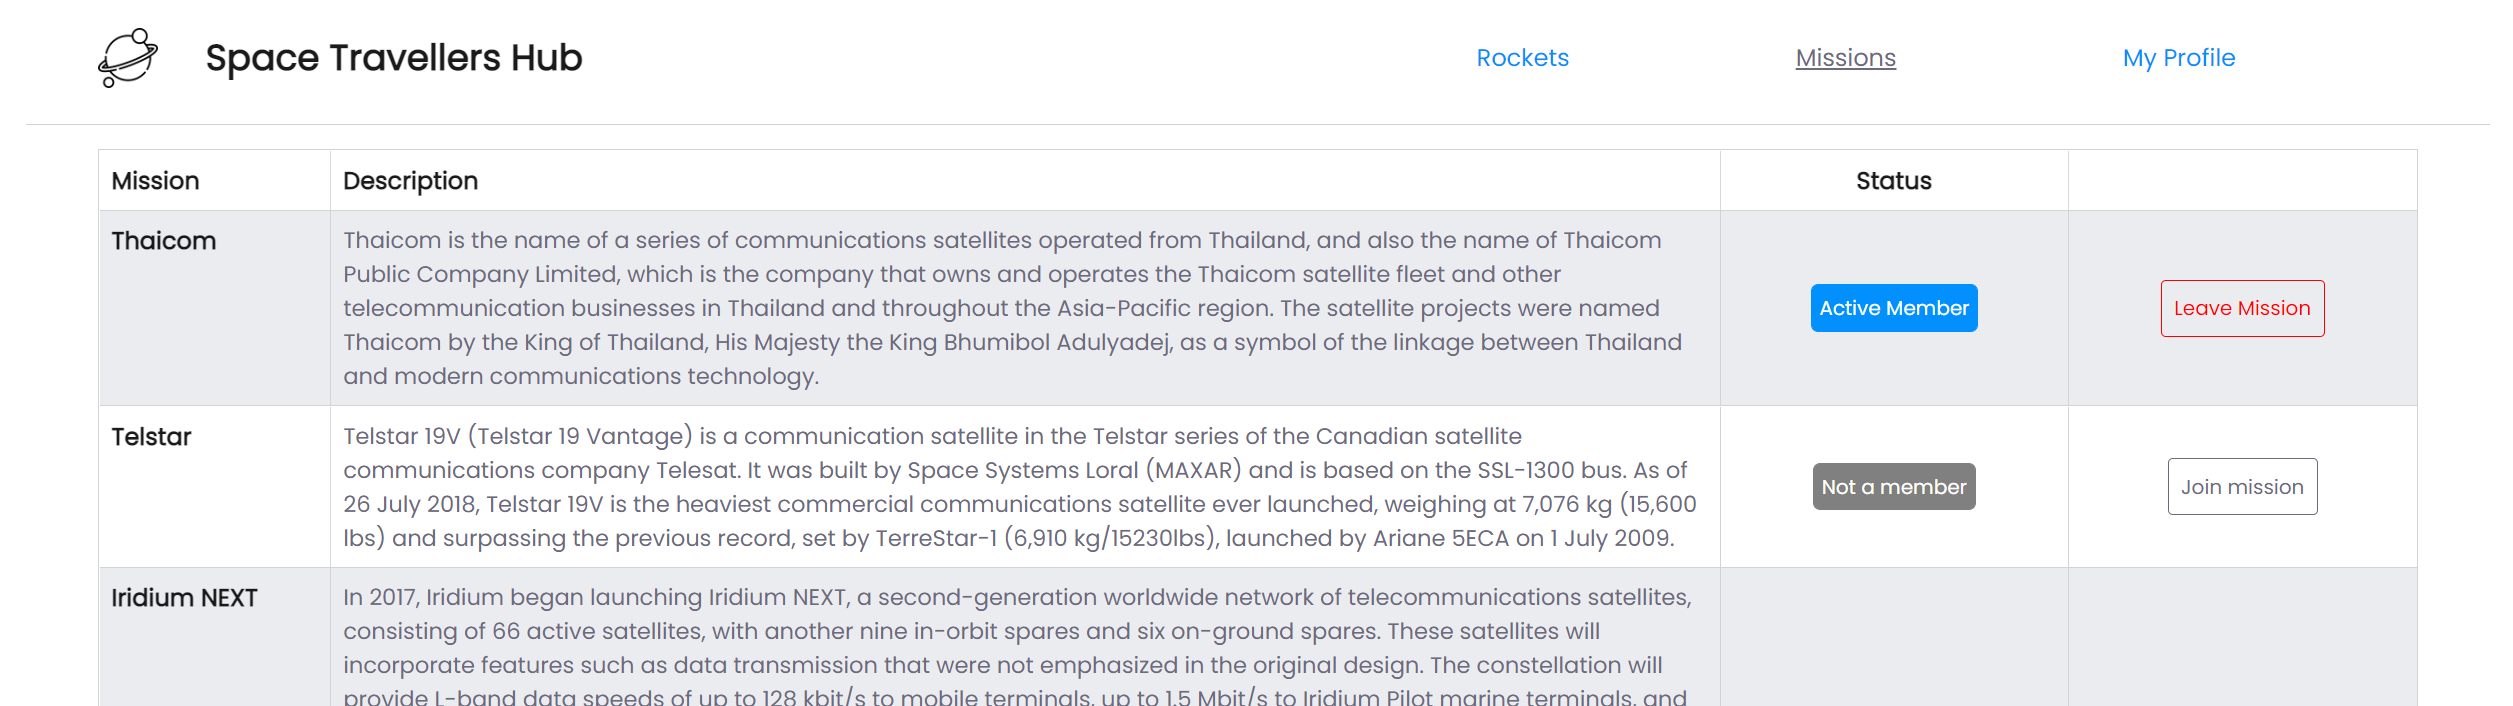 Space Travellers Hub
Rockets
Missions
My Profile
Mission
Description
Status
Thaicom
Thaicom is the name of a series of communications satellites operated from Thailand, and also the name of Thaicom
Public Company Limited, which is the company that owns and operates the Thaicom satellite fleet and other
telecommunication businesses in Thailand and throughout the Asia-Pacific region. The satellite projects were named
Thaicom by the King of Thailand, His Majesty the King Bhumibol Adulyadej, as a symbol of the linkage between Thailand
and modern communications technology.
Active Member
Leave Mission
Telstar
Telstar 19V (Telstar 19 Vantage) is a communication satellite in the Telstar series of the Canadian satellite
communications company Telesat. It was built by Space Systems Loral (MAXAR) and is based on the SSL-1300 bus. As of
26 July 2018, Telstar 19V is the heaviest commercial communications satellite ever launched, weighing at 7,076 kg (15,600
lbs) and surpassing the previous record, set by TerreStar-1 (6,910 kg/15230lbs), launched by Ariane 5ECA on 1 July 2009.
Not a member
Join mission
Iridium NEXT
In 2017, Iridium began launching Iridium NEXT, a second-generation worldwide network of telecommunications satellites,
consisting of 66 active satellites, with another nine in-orbit spares and six on-ground spares. These satellites will
incorporate features such as data transmission that were not emphasized in the original design. The constellation will
provide L-band data speeds of up to 128 kbit/s to mobile terminals, up to 1.5 Mbit/s to Iridium Pilot marine terminals, and